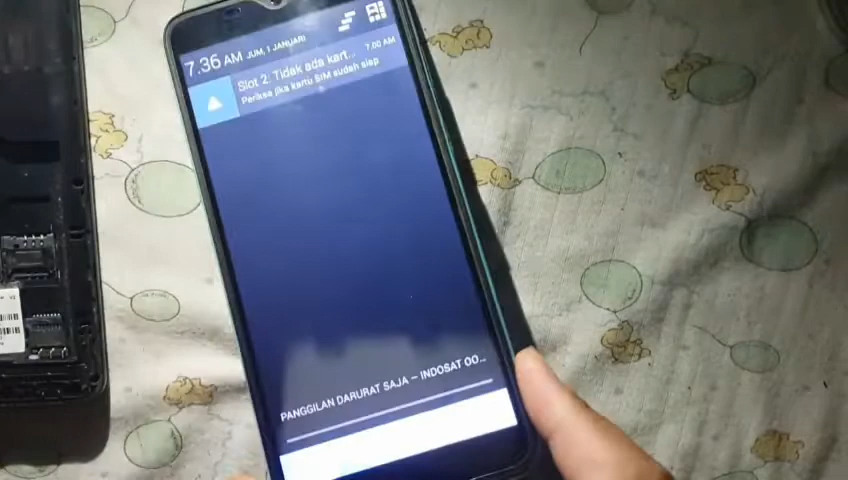 7.36 AM JUM, 1 JANUARI
Slot 2: Tidak ada kart... 7.00 AM
Periksa jika kartu SIM sudah siap
PANGGILAN DARURAT SAJA — INDOSAT OO...